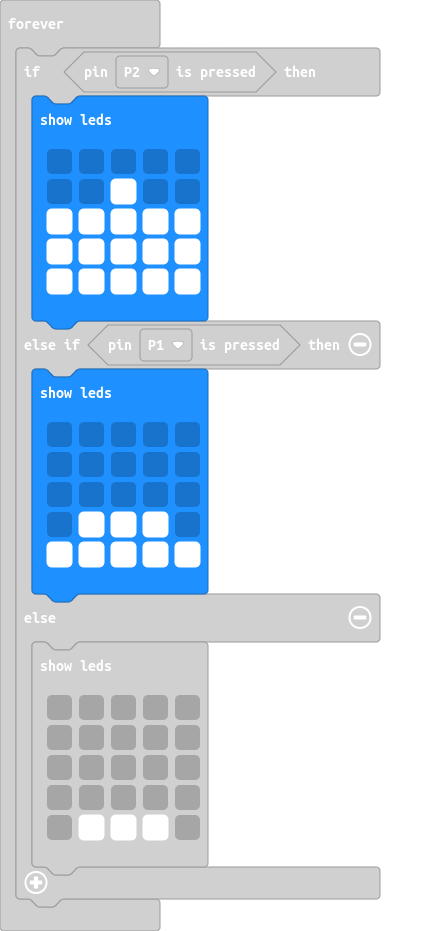 forever
if pin P2 is pressed then
show leds
else if pin P1 is pressed then
show leds
else
show leds